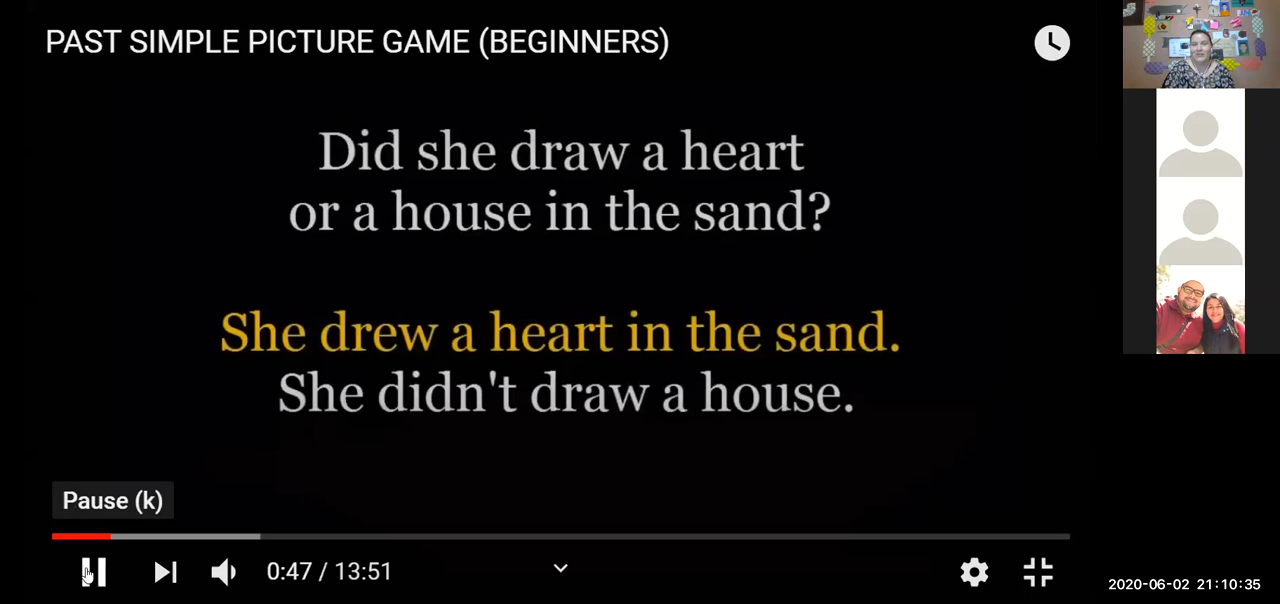 PAST SIMPLE PICTURE GAME (BEGINNERS)
Did she draw a heart
or a house in the sand?
She drew a heart in the sand.
She didn't draw a house.
Pause (k)
0:47 / 13:51
2020-06-02 21:10:35